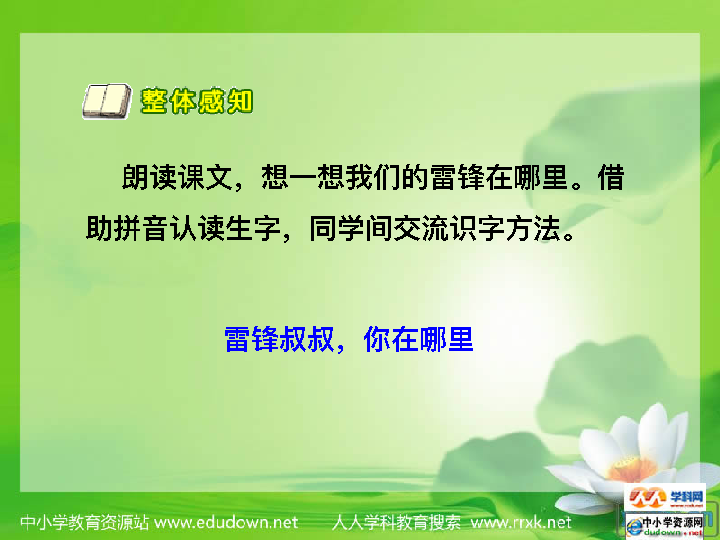 整体感知
朗读课文，想一想我们的雷锋在哪里。借
助拼音认读生字，同学间交流识字方法。
雷锋叔叔，你在哪里
中小学教育资源站 www.edudown.net 人人学科教育搜索 www.rrxk.net
学科网
www.rrxk.net
中小学资源网
dudown.net